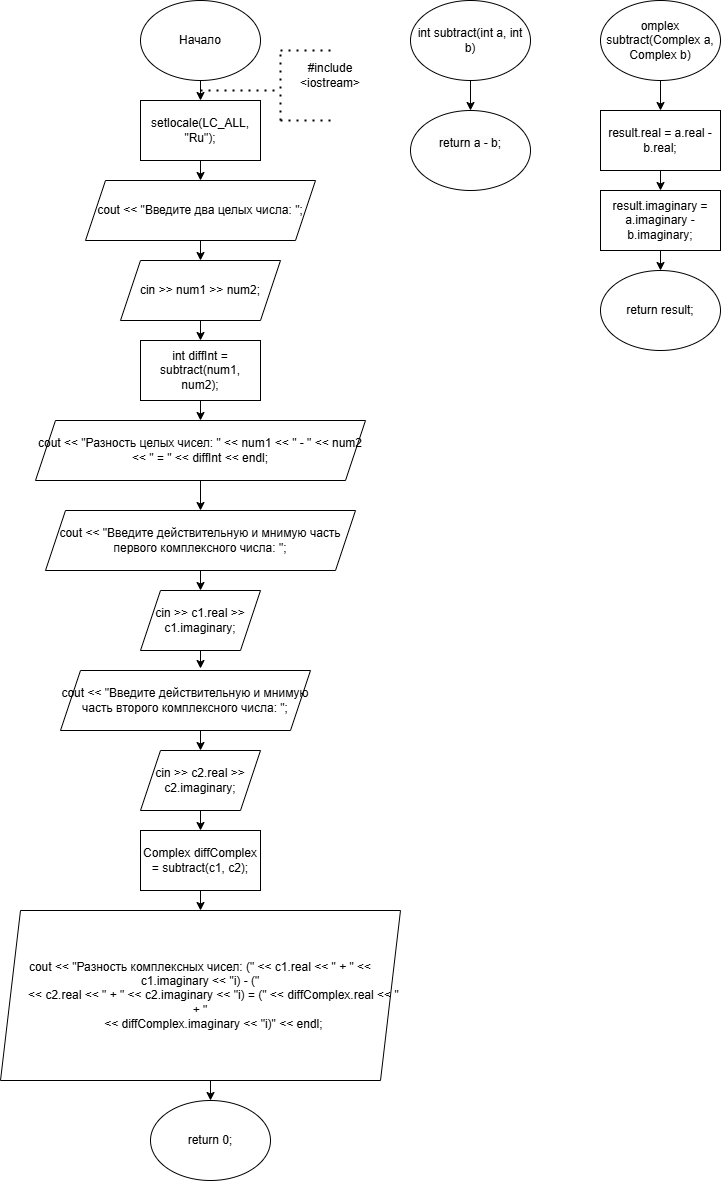 Начало
#include
<iostream>
setlocale(LC_ALL,
"Ru");
cout << "Введите два целых числа: ";
cin >> num1 >> num2;
int diffInt =
subtract(num1,
num2);
cout << "Разность целых чисел: " << num1 << " - " << num2
<< " = " << diffInt << endl;
cout << "Введите действительную и мнимую часть
первого комплексного числа: ";
cin >> c1.real >>
c1.imaginary;
cout << "Введите действительную и мнимую
часть второго комплексного числа: ";
cin >> c2.real >>
c2.imaginary;
Complex diffComplex
= subtract(c1, c2);
cout << "Разность комплексных чисел: (" << c1.real << " + " <<
c1.imaginary << "i) - ("
<< c2.real << " + " << c2.imaginary << "i) = (" << diffComplex.real << "
+ "
<< diffComplex.imaginary << "i)" << endl;
return 0;
int subtract(int a, int
b)
return a - b;
omplex
subtract(Complex a,
Complex b)
result.real = a.real -
b.real;
result.imaginary =
a.imaginary -
b.imaginary;
return result;